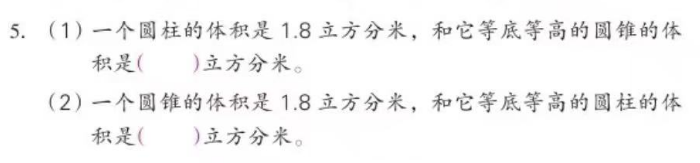 5. (1) 一个圆柱的体积是 1.8 立方分米，和它等底等高的圆锥的体
积是(　　)立方分米。
(2) 一个圆锥的体积是 1.8 立方分米，和它等底等高的圆柱的体
积是(　　)立方分米。